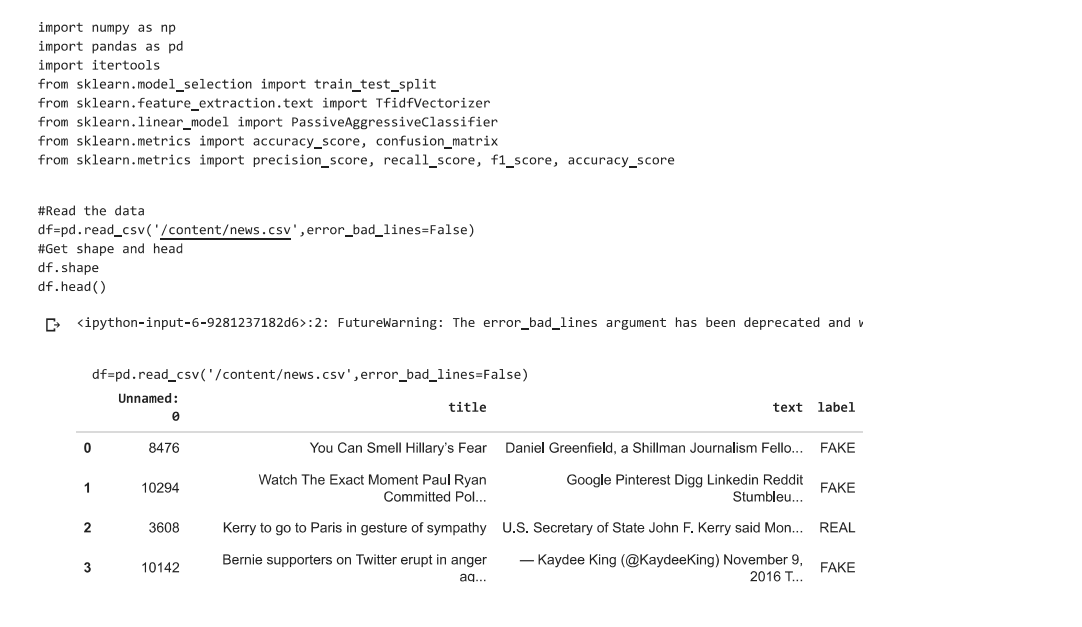 import numpy as np
import pandas as pd
import itertools
from sklearn.model_selection import train_test_split
from sklearn.feature_extraction.text import TfidfVectorizer
from sklearn.linear_model import PassiveAggressiveClassifier
from sklearn.metrics import accuracy_score, confusion_matrix
from sklearn.metrics import precision_score, recall_score, f1_score, accuracy_score
#Read the data
df=pd.read_csv('/content/news.csv',error_bad_lines=False)
#Get shape and head
df.shape
df.head()
<ipython-input-6-9281237182d6>:2: FutureWarning: The error_bad_lines argument has been deprecated and
df=pd.read_csv('/content/news.csv',error_bad_lines=False)
Unnamed:
0 title text label
0 8476 You Can Smell Hillary’s Fear Daniel Greenfield, a Shillman Journalism Fello... FAKE
1 10294 Watch The Exact Moment Paul Ryan Google Pinterest Digg Linkedin Reddit FAKE
Committed Pol... Stumbleu...
2 3608 Kerry to go to Paris in gesture of sympathy U.S. Secretary of State John F. Kerry said Mon... REAL
3 10142 Bernie supporters on Twitter erupt in anger — Kaydee King (@KaydeeKing) November 9, FAKE
ag... 2016 T...